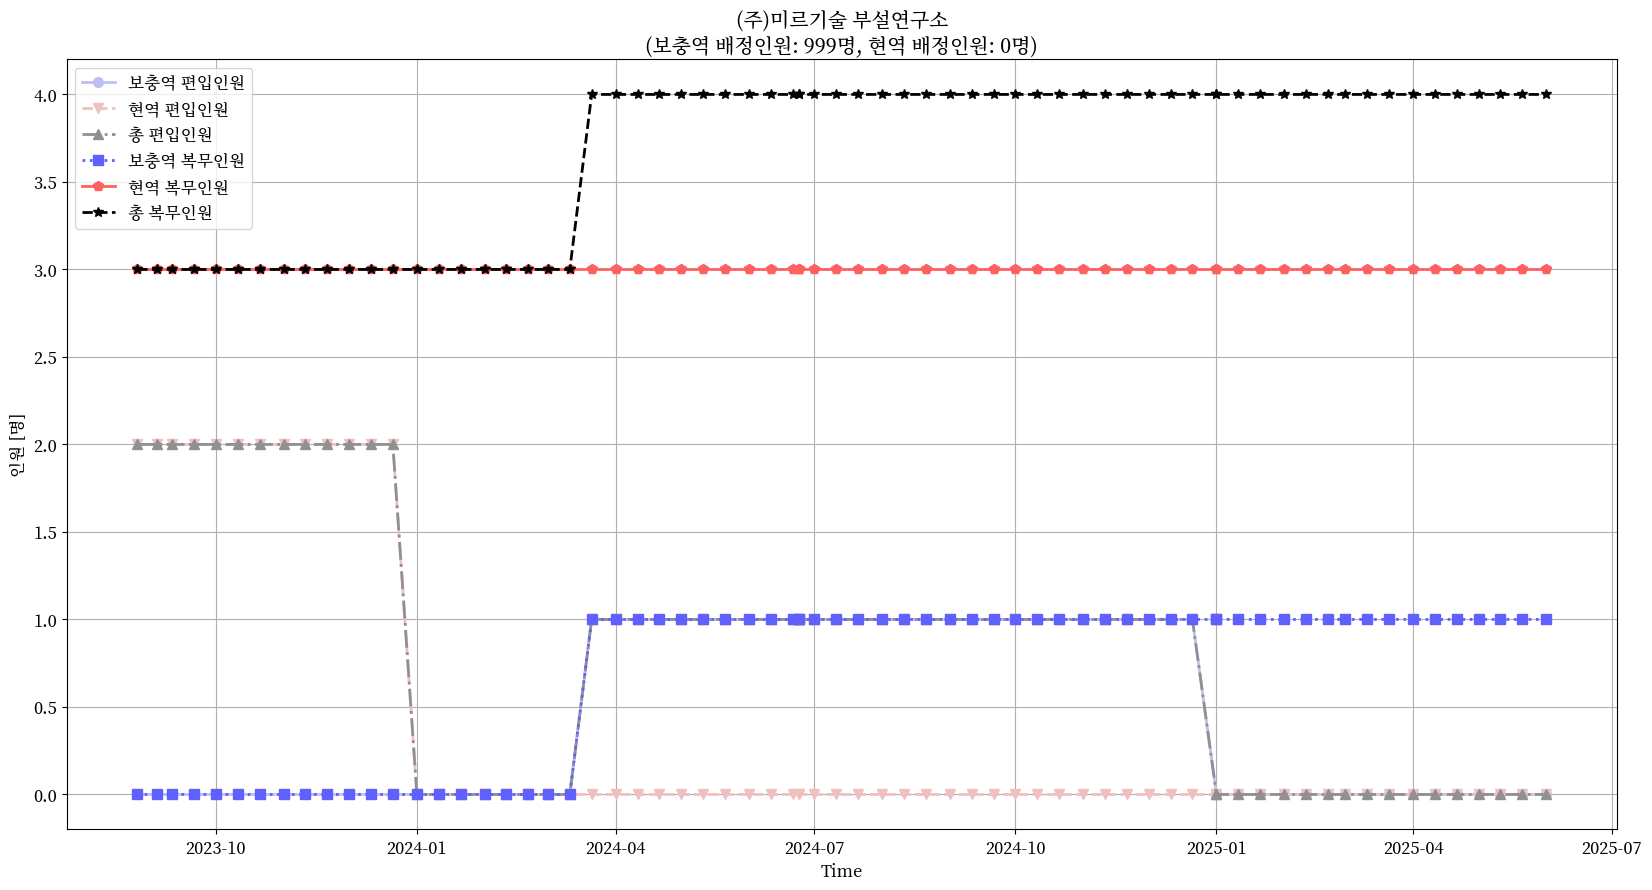 (주)미르기술 부설연구소
(보충역 배정인원: 999명, 현역 배정인원: 0명)
보충역 편입인원
현역 편입인원
총 편입인원
보충역 복무인원
현역 복무인원
총 복무인원
4.0
3.5
3.0
2.5
2.0
1.5
1.0
0.5
0.0
인원 [명]
2023-10
2024-01
2024-04
2024-07
2024-10
2025-01
2025-04
2025-07
Time